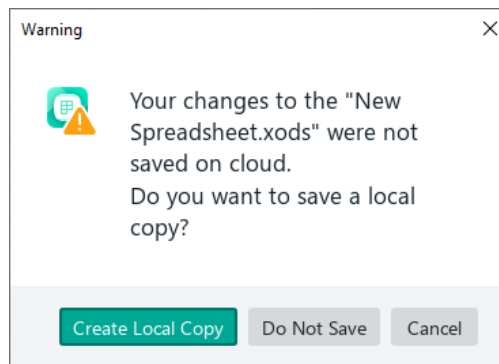 Warning
Your changes to the "New
Spreadsheet.xods" were not
saved on cloud.
Do you want to save a local
copy?
Create Local Copy
Do Not Save
Cancel